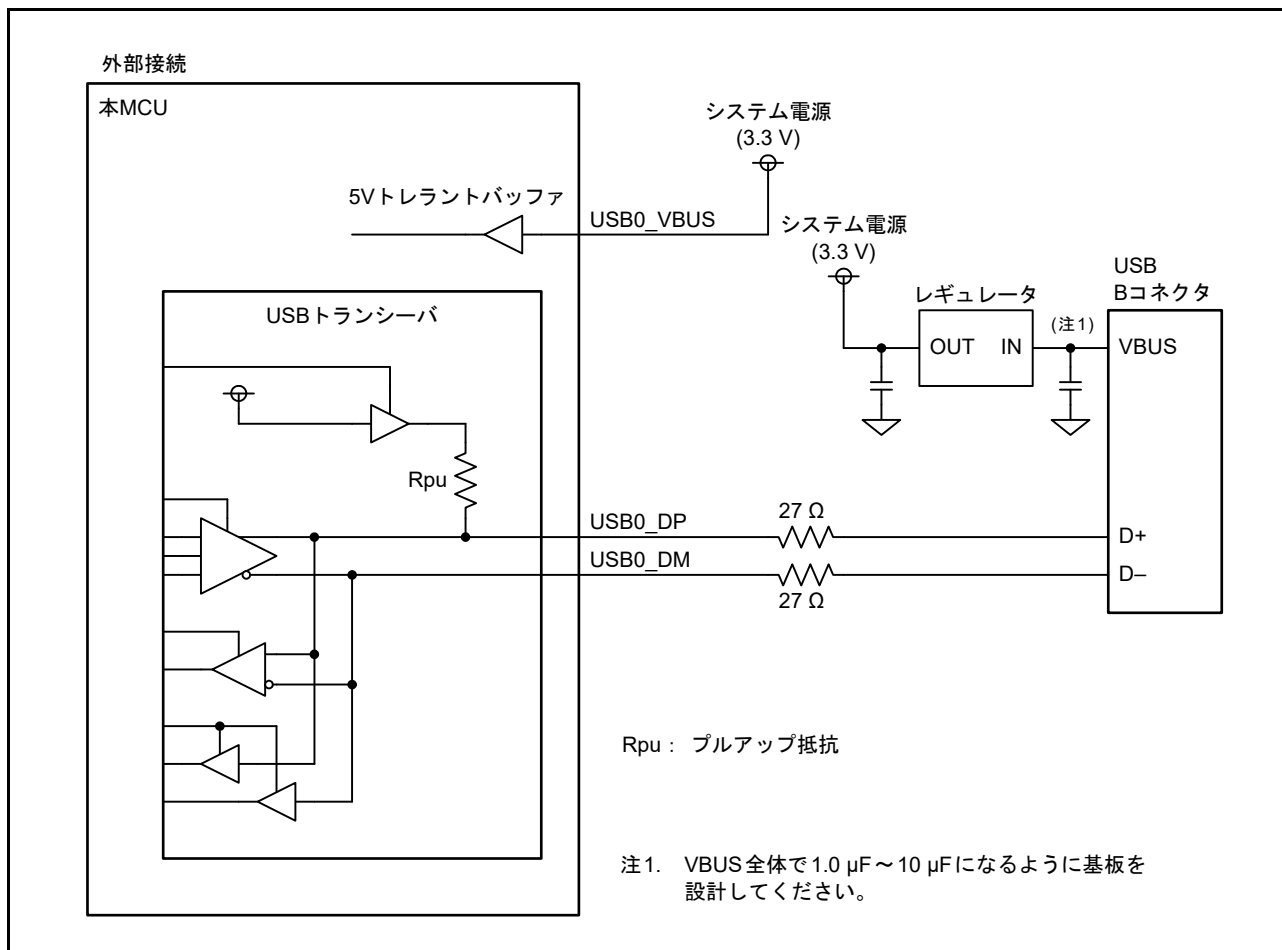 外部接続
本MCU
システム電源
(3.3 V)
5Vトレラントバッファ
USB0_VBUS
システム電源
(3.3 V)
USB
Bコネクタ
レギュレータ
(注1)
OUT IN
VBUS
USBトランシーバ
Rpu
27 Ω
USB0_DP
D+
USB0_DM
D–
27 Ω
Rpu： プルアップ抵抗
注1. VBUS全体で1.0 µF～10 µFになるように基板を
設計してください。